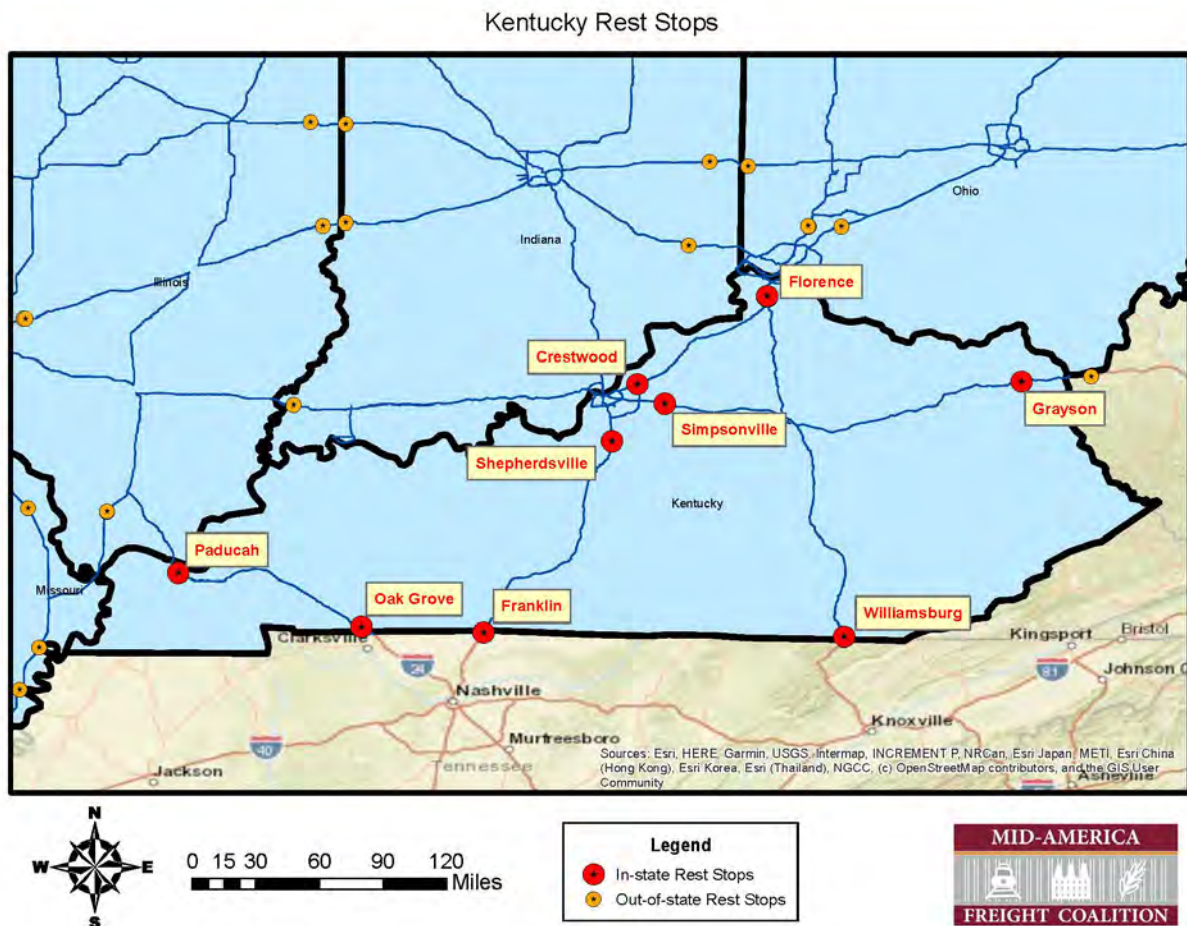 Kentucky Rest Stops
Ohio
Indiana
Illinois
Florence
Crestwood
Grayson
Simpsonville
Shepherdsville
Kentucky
Paducah
Missouri
Oak Grove
Franklin
Williamsburg
Clarksville
Kingsport
Bristol
24
81
Johnson C
Nashville
Knoxville
40
Murfreesboro
Tennessee
Jackson
Asheville
Sources: Esri, HERE, Garmin, USGS, Intermap, INCREMENT P, NRCan, Esri Japan, METI, Esri China
(Hong Kong), Esri Korea, Esri (Thailand), NGCC, (c) OpenStreetMap contributors, and the GIS User
Community
N
W E
S
0 15 30 60 90 120
Miles
Legend
In-state Rest Stops
Out-of-state Rest Stops
MID-AMERICA
FREIGHT COALITION